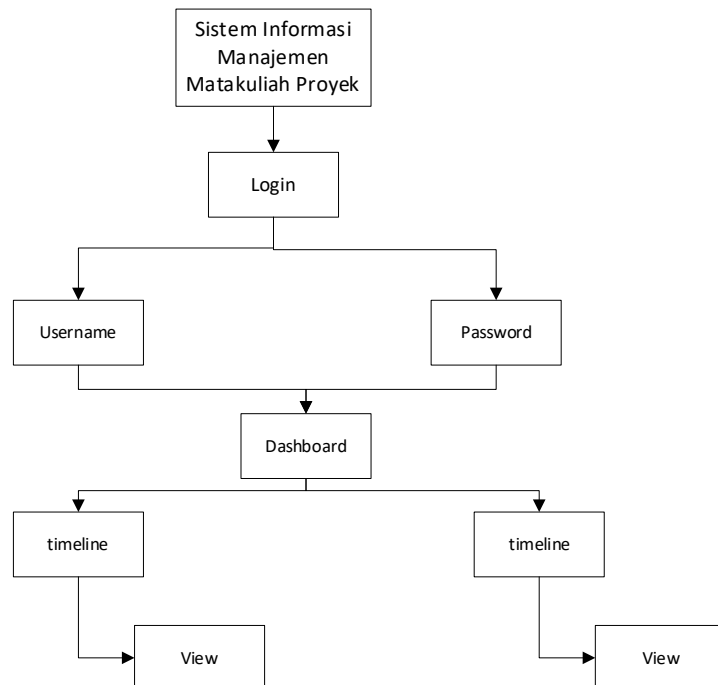 Sistem Informasi
Manajemen
Matakuliah Proyek
Login
Username
Password
Dashboard
timeline
timeline
View
View